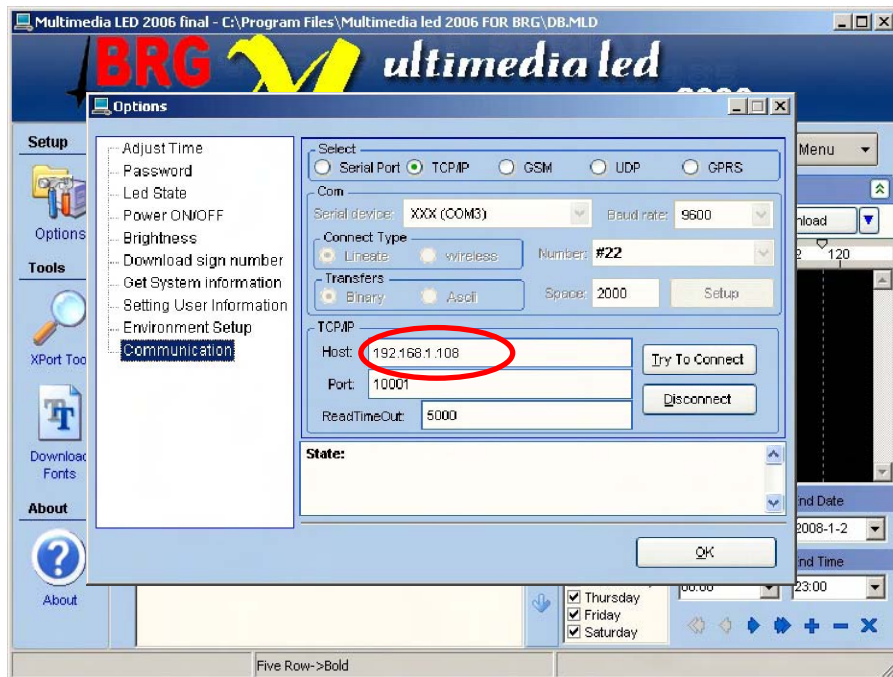 Multimedia LED 2006 final - C:\Program Files\Multimedia led 2006 FOR BRG\DB.MLD
BRG Multimedia led
Options
Setup
Options
Tools
XPort Too
Download
Fonts
About
About
Adjust Time
Password
Led State
Power ON/OFF
Brightness
Download sign number
Get System information
Setting User Information
Environment Setup
Communication
Select
Serial Port TCP/IP GSM UDP GPRS
Com
Serial device: XXX (COM3) Baud rate: 9600
Connect Type
Lineate wireless Number: #22
Transfers
Binary Ascii Space: 2000 Setup
TCP/IP
Host: 192.168.1.108 Try To Connect
Port: 10001 Disconnect
ReadTimeOut: 5000
State:
OK
Menu
nload
2 120
End Date
2008-1-2
End Time
00:00 23:00
Thursday
Friday
Saturday
Five Row->Bold